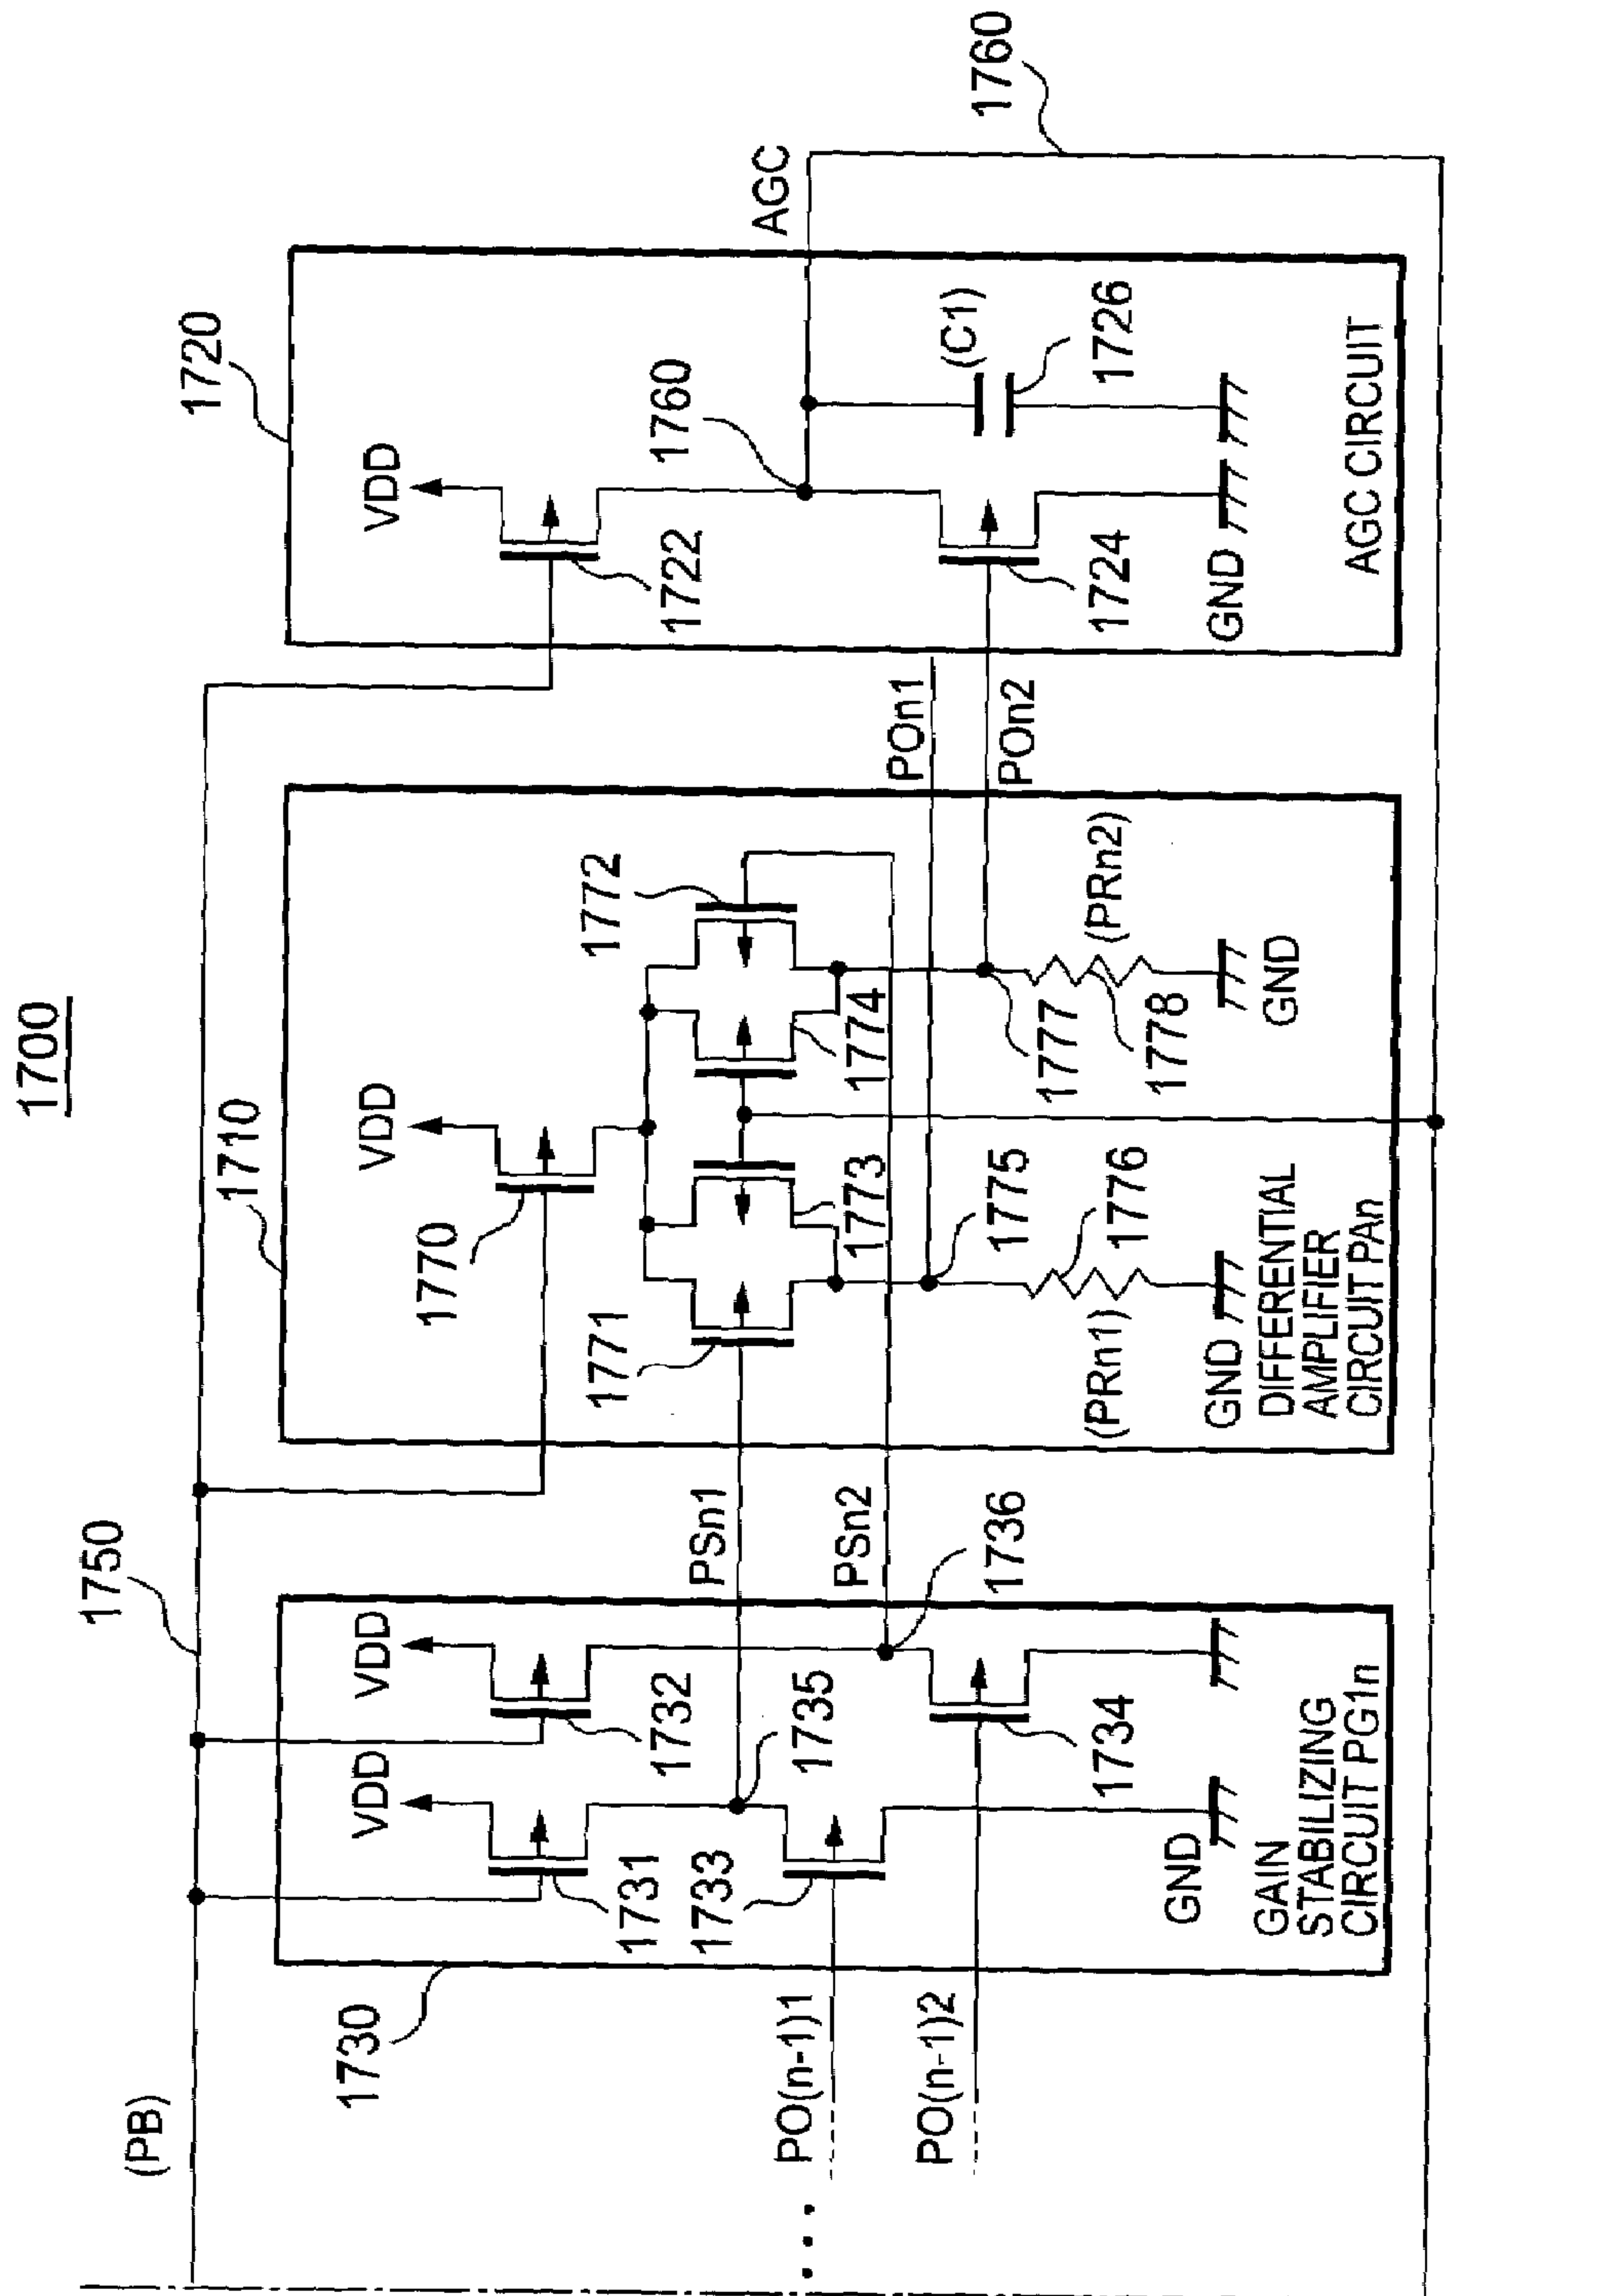 1700
(PB)
1750
1730
VDD
VDD
1731
1732
1733
1735
PO(n-1)1
PO(n-1)2
1734
1736
GND
GAIN
STABILIZING
CIRCUIT PG1n
PSn1
PSn2
1710
VDD
1770
1771
1772
1773
1774
1775
1776
1777
1778
(PRn1)
(PRn2)
GND
GND
DIFFERENTIAL
AMPLIFIER
CIRCUIT PAn
POn1
POn2
1720
VDD
1722
1760
1724
(C1)
1726
GND
AGC CIRCUIT
AGC
1760